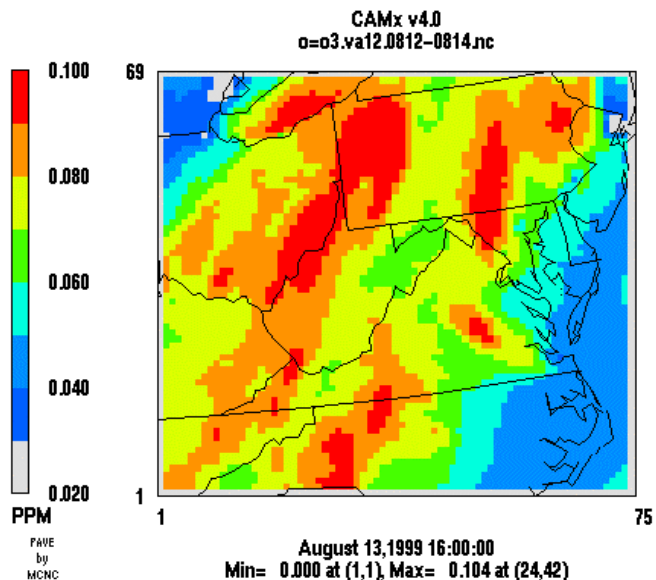 CAMx v4.0
o=o3.va12.0812-0814.nc
0.100
0.080
0.060
0.040
0.020
PPM
PAVE
by
MCNC
69
1
1
75
August 13,1999 16:00:00
Min= 0.000 at (1,1), Max= 0.104 at (24,42)